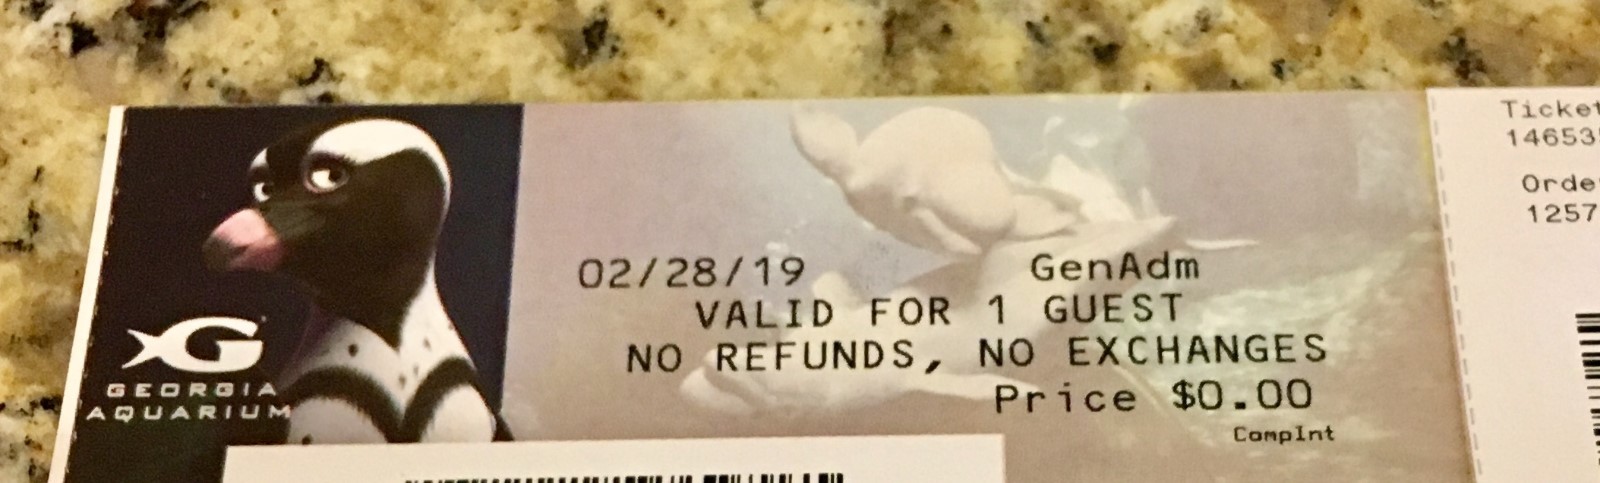 GEORGIA
AQUARIUM
02/28/19 GenAdm
VALID FOR 1 GUEST
NO REFUNDS, NO EXCHANGES
Price $0.00
CompInt
Ticket
14653
Orde
1257